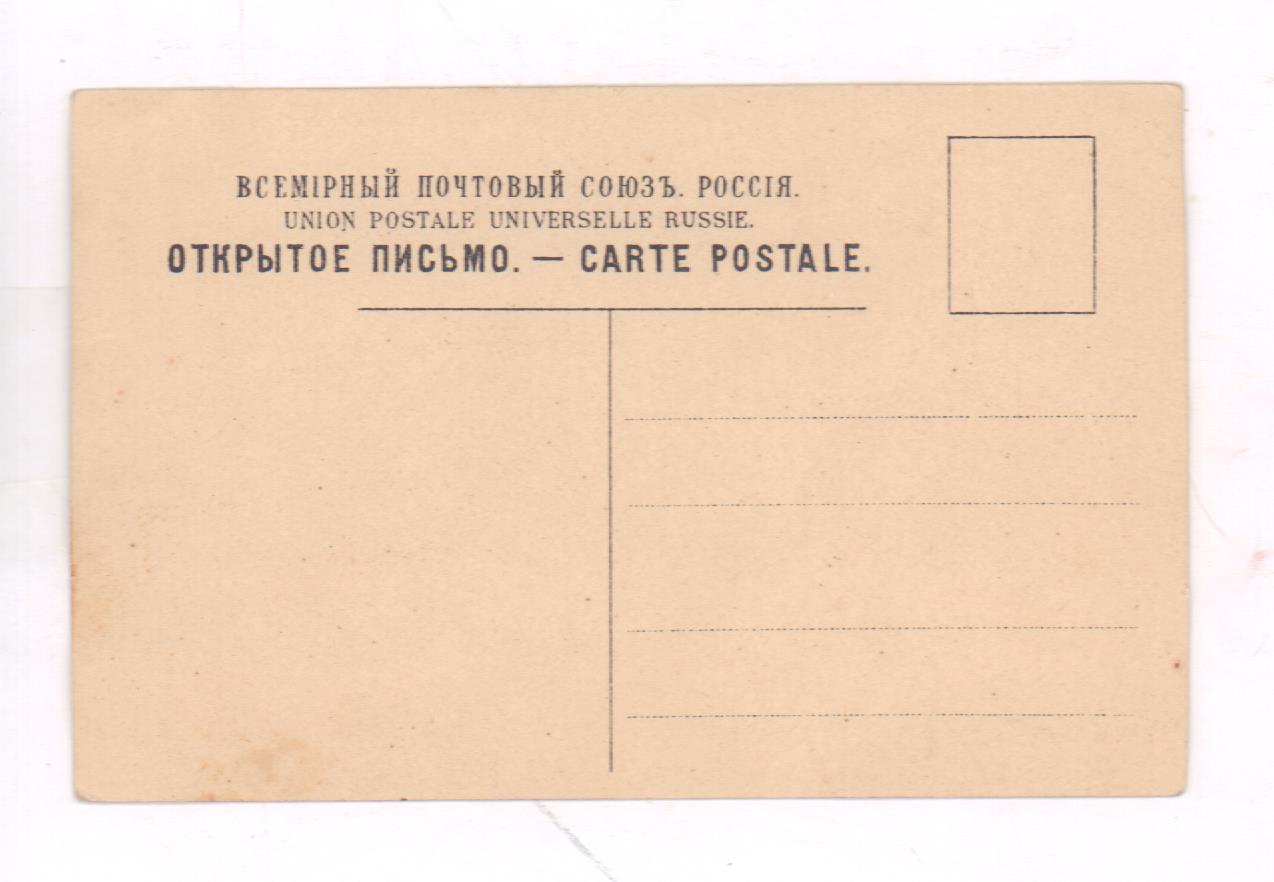 ВСЕМІРНЫЙ ПОЧТОВЫЙ СОЮЗЪ. РОССІЯ.
UNION POSTALE UNIVERSELLE RUSSIE.
ОТКРЫТОЕ ПИСЬМО. — CARTE POSTALE.